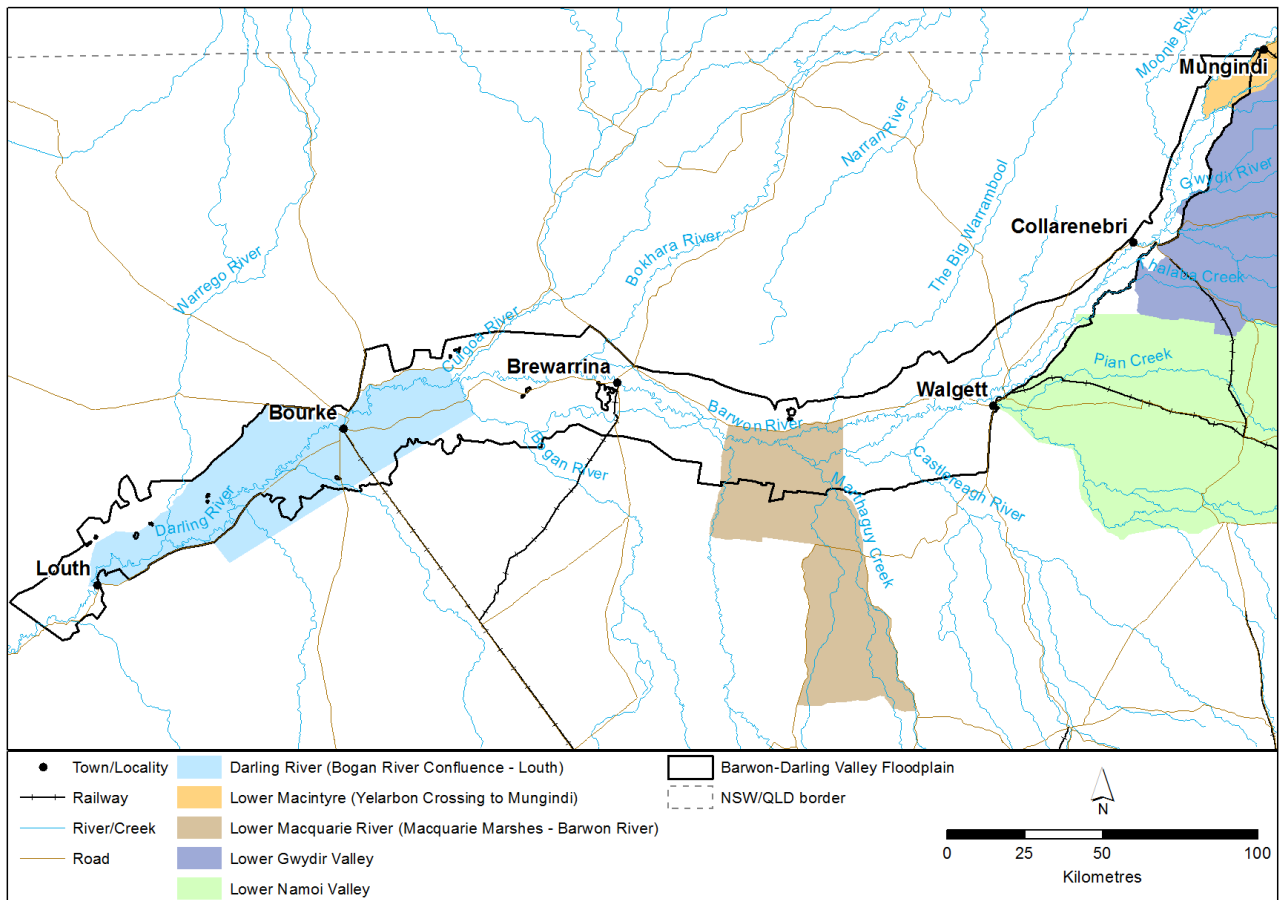 Moonie River
Mungindi
Narran River
Gwydir River
The Big Warrambool
Collarenebri
Bokhara River
Warrego River
halaba Creek
Culgoa River
Pian Creek
Brewarrina
Walgett
Bourke
Barwon River
Bogan River
Castlereagh River
Marthaguy Creek
Darling River
Louth
Town/Locality
Railway
River/Creek
Road
Darling River (Bogan River Confluence - Louth)
Lower Macintyre (Yelarbon Crossing to Mungindi)
Lower Macquarie River (Macquarie Marshes - Barwon River)
Lower Gwydir Valley
Lower Namoi Valley
Barwon-Darling Valley Floodplain
NSW/QLD border
N
0 25 50 100
Kilometres